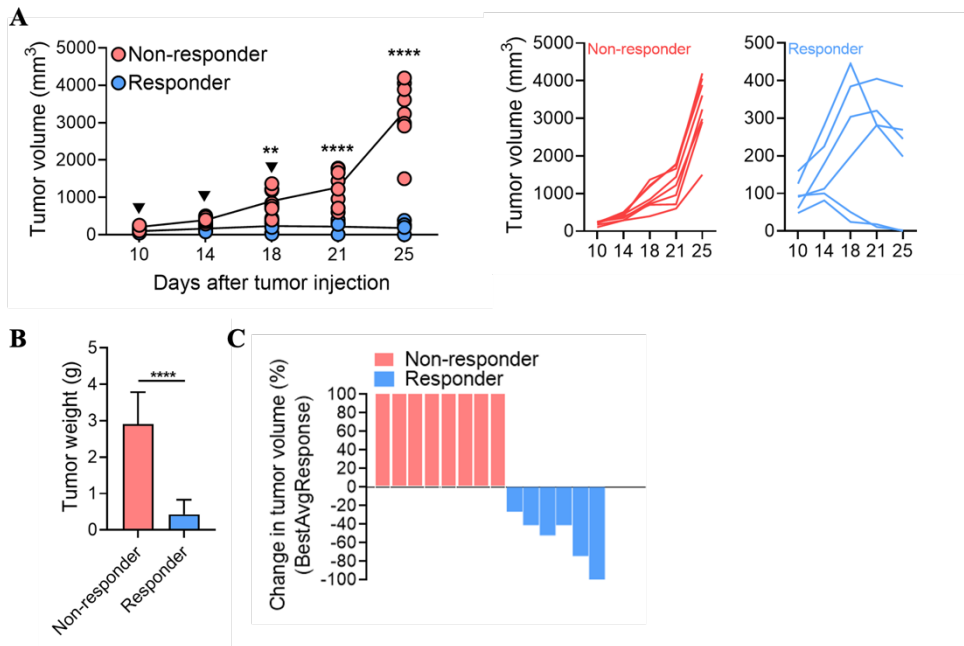 A
Tumor volume (mm³)
5000
4000
3000
2000
1000
0
Non-responder
Responder
**
****
****
10 14 18 21 25
Days after tumor injection
Tumor volume (mm³)
5000
4000
3000
2000
1000
0
Non-responder
10 14 18 21 25
500
400
300
200
100
0
Responder
10 14 18 21 25
B
Tumor weight (g)
5
4
3
2
1
0
****
Non-responder
Responder
C
Non-responder
Responder
Change in tumor volume (%)
(BestAvgResponse)
100
80
60
40
20
0
-20
-40
-60
-80
-100